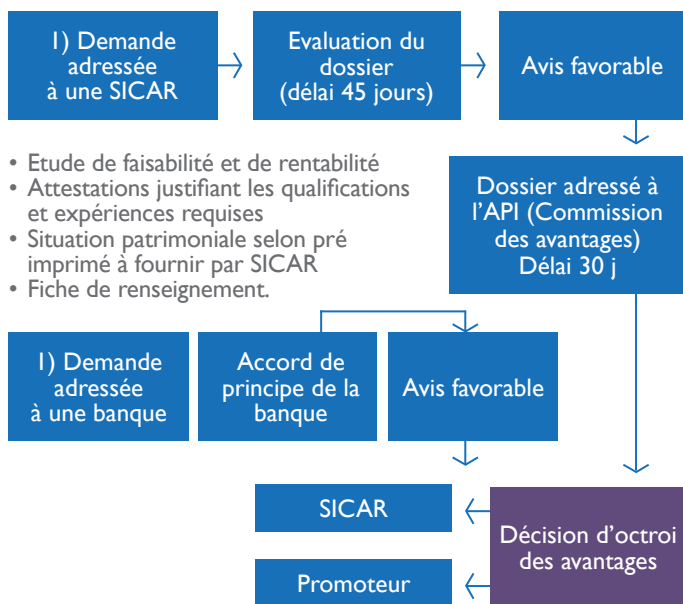 1) Demande
adressée
à une SICAR
Evaluation du
dossier
(délai 45 jours)
Avis favorable
• Etude de faisabilité et de rentabilité
• Attestations justifiant les qualifications
et expériences requises
• Situation patrimoniale selon pré
imprimé à fournir par SICAR
• Fiche de renseignement.
Dossier adressé à
l'API (Commission
des avantages)
Délai 30 j
1) Demande
adressée
à une banque
Accord de
principe de la
banque
Avis favorable
SICAR
Promoteur
Décision d'octroi
des avantages